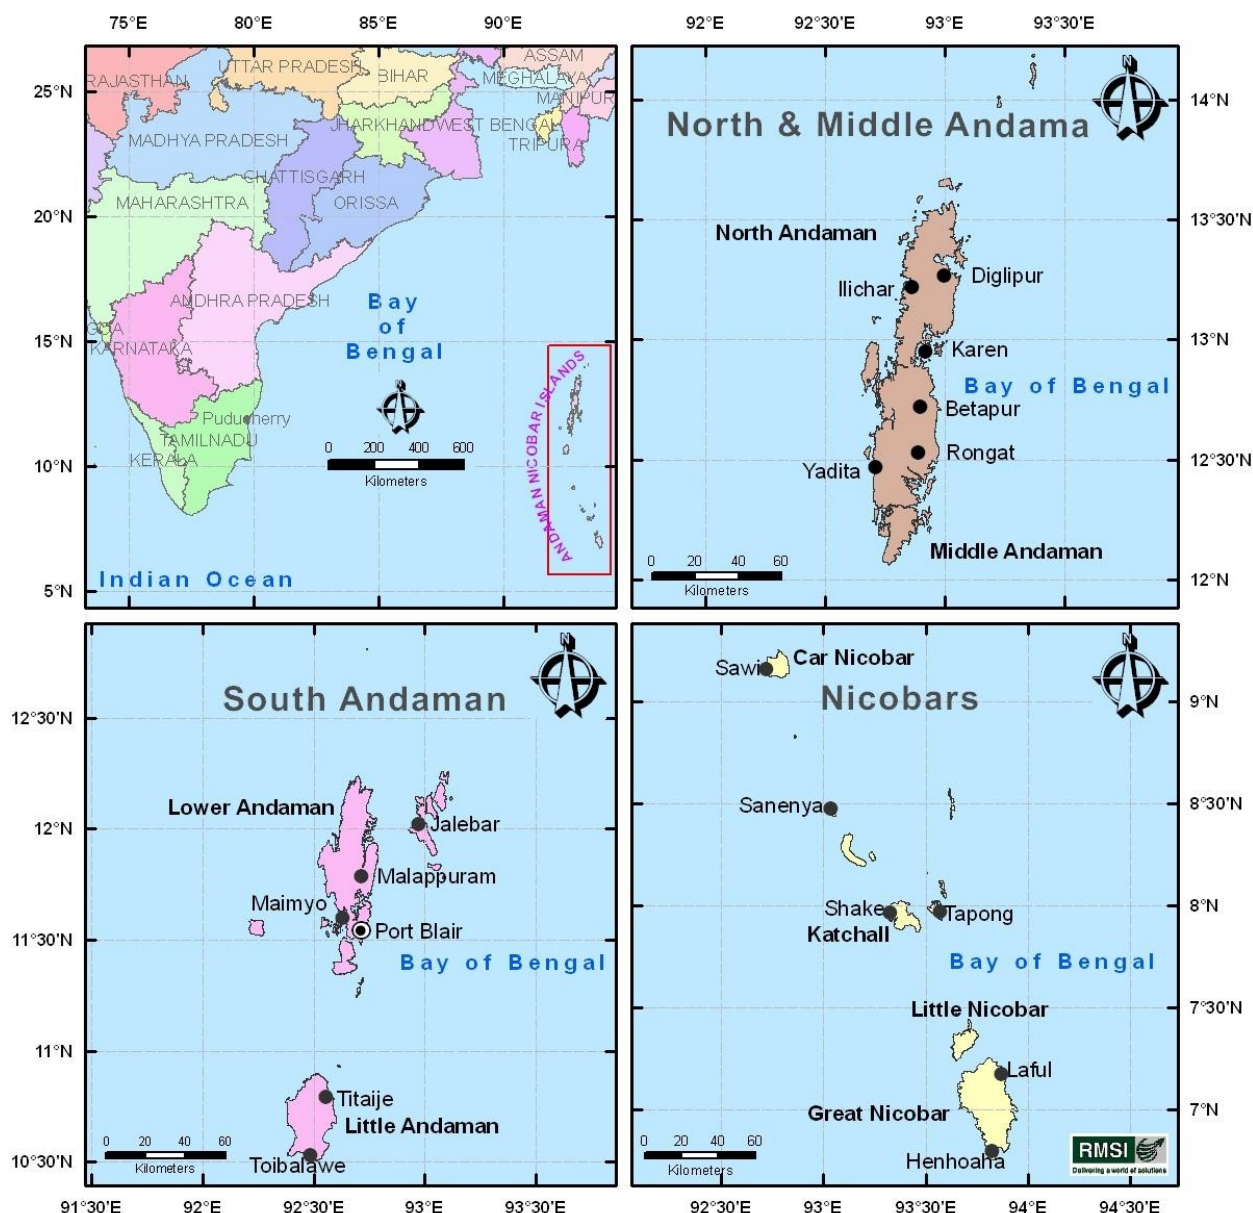 75°E 80°E 85°E 90°E
92°E 92°30'E 93°E 93°30'E
25°N
20°N
15°N
10°N
5°N
RAJASTHAN
UTTAR PRADESH
BIHAR
ASSAM
MEGHALAYA
MANIPUR
MADHYA PRADESH
JHARKHAND
WEST BENGAL
TRIPURA
CHATTISGARH
MAHARASHTRA
ORISSA
ANDHRA PRADESH
GOA
KARNATAKA
Puducherry
TAMILNADU
KERALA
Bay
of
Bengal
N
ANDAMAN NICOBAR ISLANDS
0 200 400 600
Kilometers
Indian Ocean
North & Middle Andama
N
14°N
13°30'N
13°N
12°30'N
12°N
North Andaman
Diglipur
Ilichar
Karen
Bay of Bengal
Betapur
Rongat
Yadita
Middle Andaman
0 20 40 60
Kilometers
South Andaman
N
12°30'N
12°N
11°30'N
11°N
10°30'N
Lower Andaman
Jalebar
Malappuram
Maimyo
Port Blair
Bay of Bengal
Titaije
Little Andaman
Toibalawe
0 20 40 60
Kilometers
91°30'E 92°E 92°30'E 93°E 93°30'E
Sawi
Car Nicobar
Nicobars
N
9°N
8°30'N
8°N
7°30'N
7°N
Sanenya
Shake
Tapong
Katchall
Bay of Bengal
Little Nicobar
Laful
Great Nicobar
Henhoaha
0 20 40 60
Kilometers
RMSI
Delivering a world of solutions
92°30'E 93°E 93°30'E 94°E 94°30'E